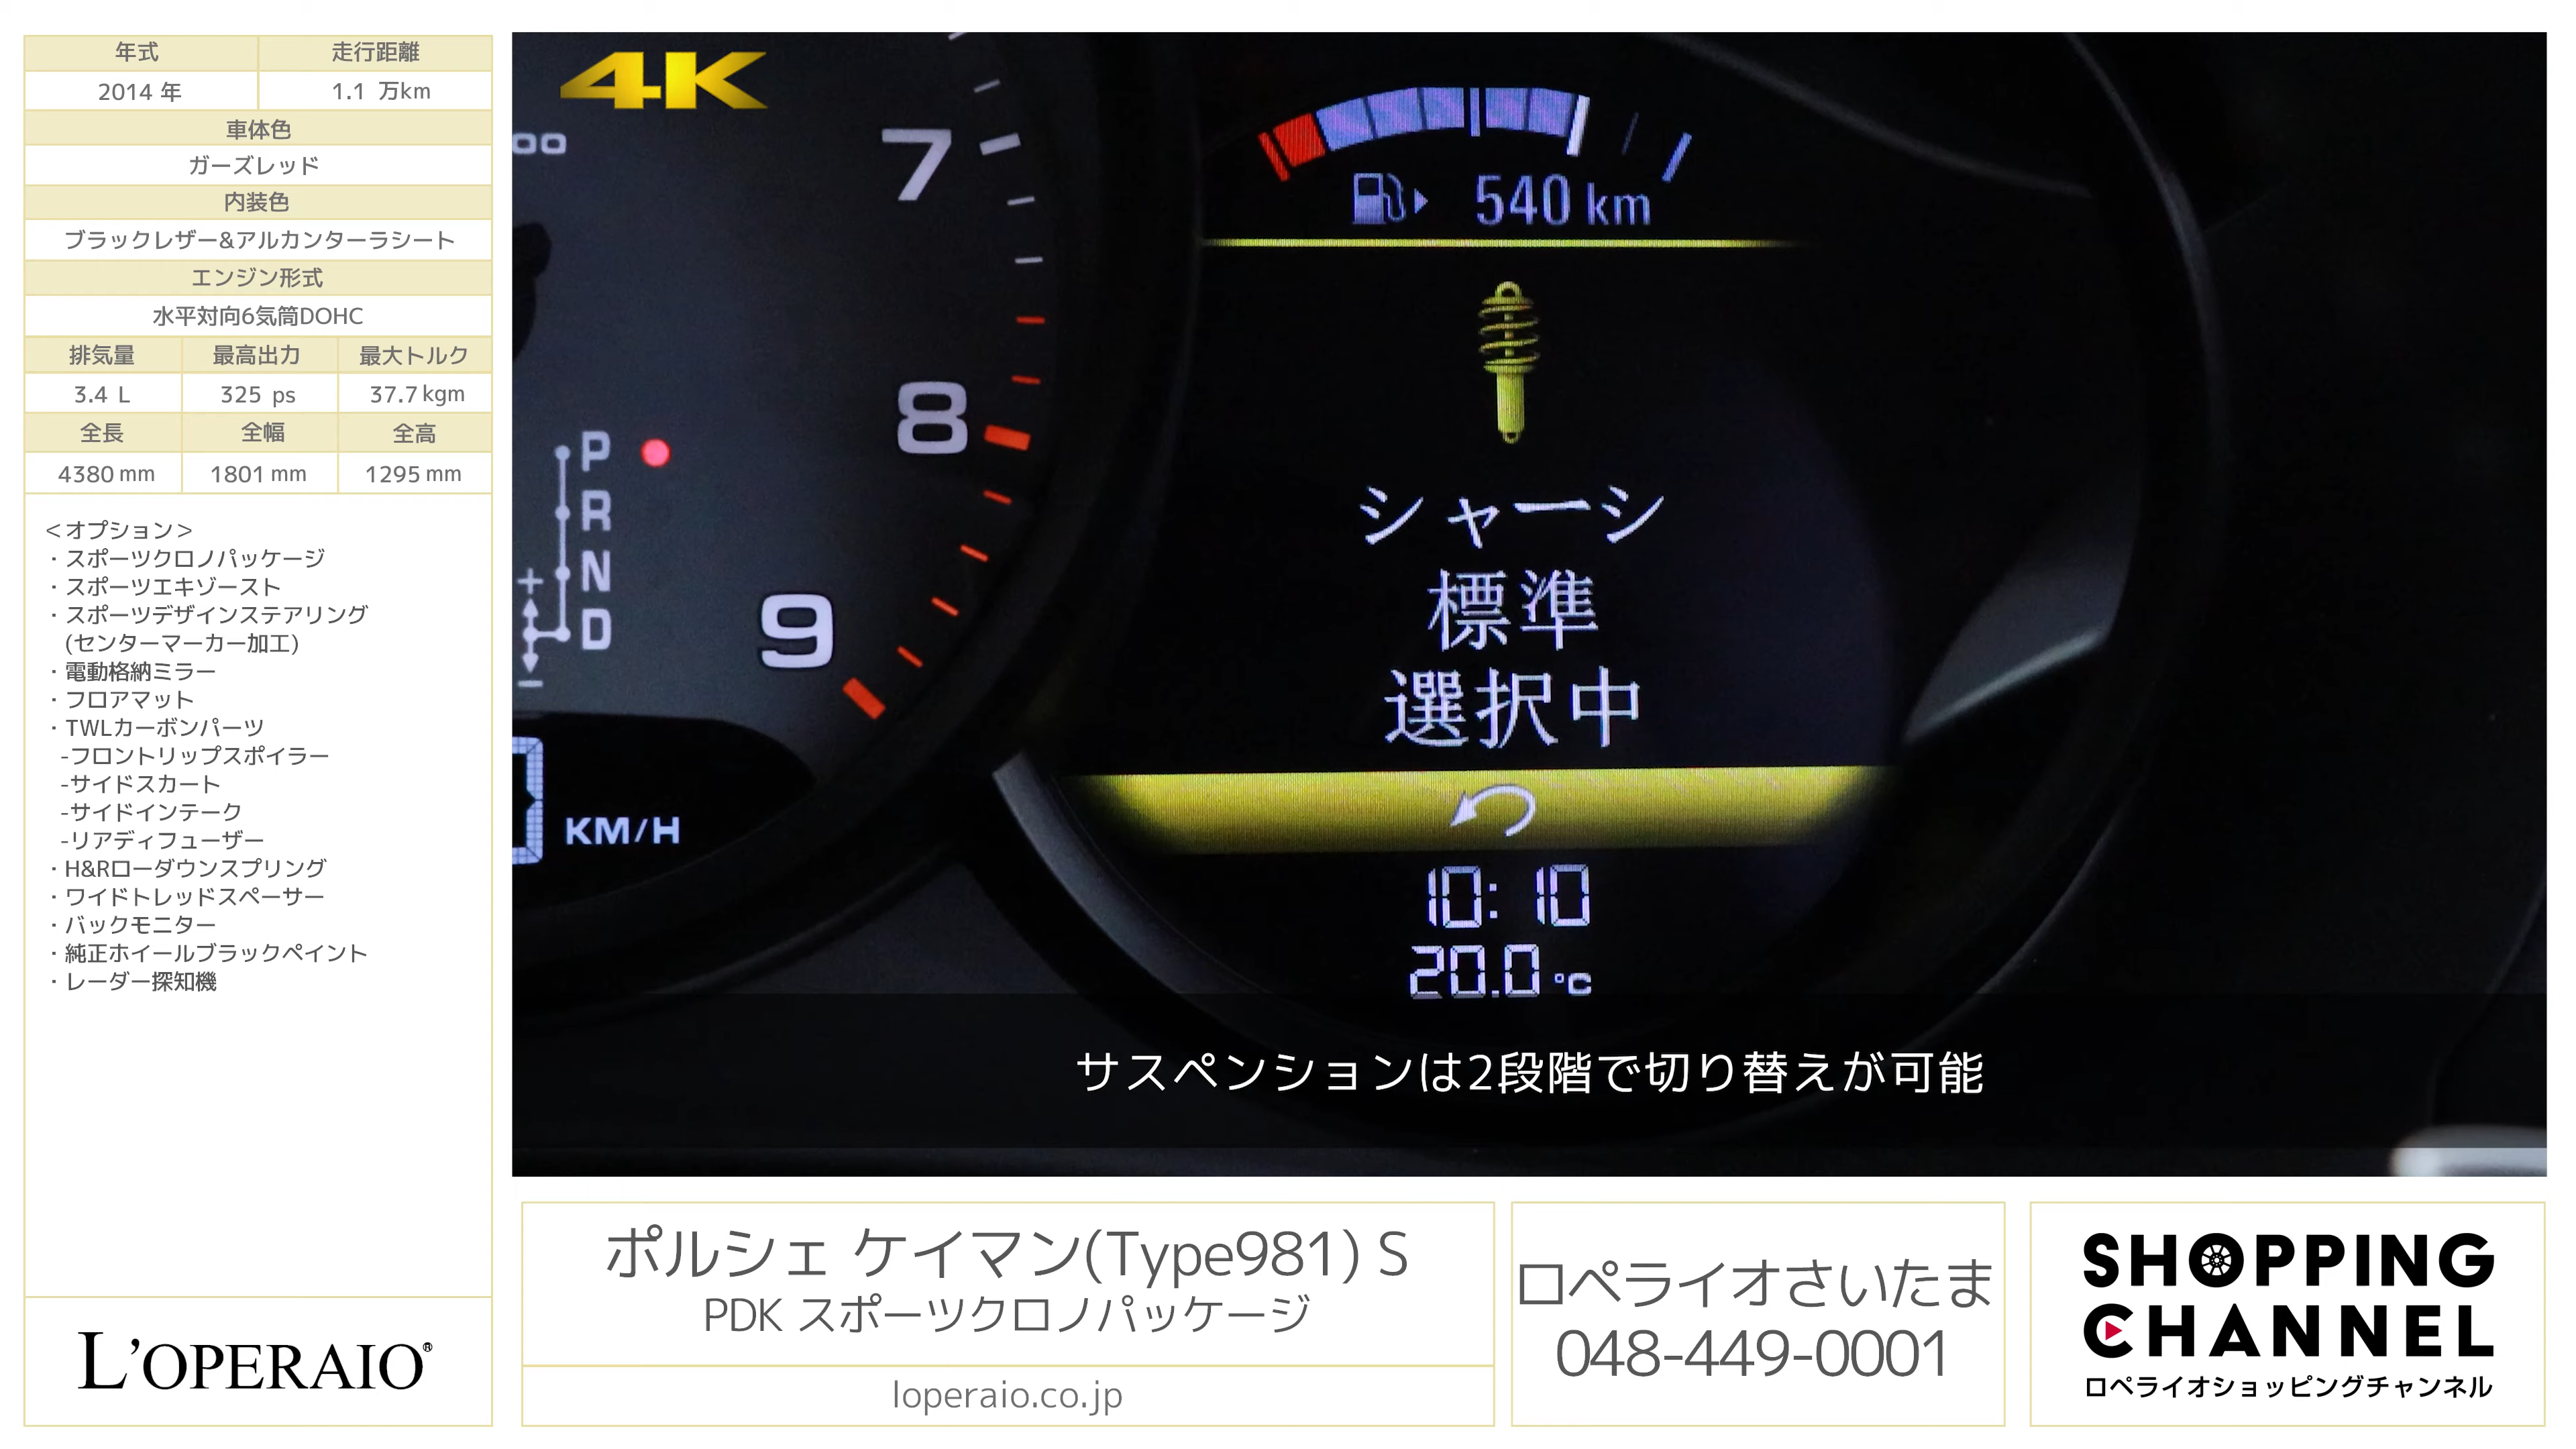 年式 走行距離
2014 年 1.1 万km
車体色
ガーズレッド
内装色
ブラックレザー&アルカンターラシート
エンジン形式
水平対向6気筒DOHC
排気量 最高出力 最大トルク
3.4 L 325 ps 37.7 kgm
全長 全幅 全高
4380 mm 1801 mm 1295 mm
＜オプション＞
・スポーツクロノパッケージ
・スポーツエキゾースト
・スポーツデザインステアリング
(センターマーカー加工)
・電動格納ミラー
・フロアマット
・TWLカーボンパーツ
-フロントリップスポイラー
-サイドスカート
-サイドインテーク
-リアディフューザー
・H&Rローダウンスプリング
・ワイドトレッドスペーサー
・バックモニター
・純正ホイールブラックペイント
・レーダー探知機
L'OPERAIO®
4K
00
7
8
9
P
R
N
D
+
−
KM/H
540 km
シャーシ
標準
選択中
10:10
20.0 °C
サスペンションは2段階で切り替えが可能
ポルシェ ケイマン(Type981) S
PDK スポーツクロノパッケージ
loperaio.co.jp
ロペライオさいたま
048-449-0001
SHOPPING
CHANNEL
ロペライオショッピングチャンネル